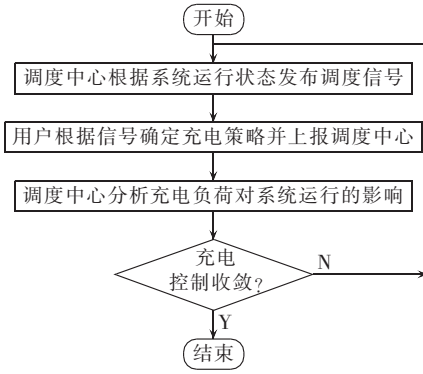 开始
调度中心根据系统运行状态发布调度信号
用户根据信号确定充电策略并上报调度中心
调度中心分析充电负荷对系统运行的影响
充电
控制收敛?
N
Y
结束